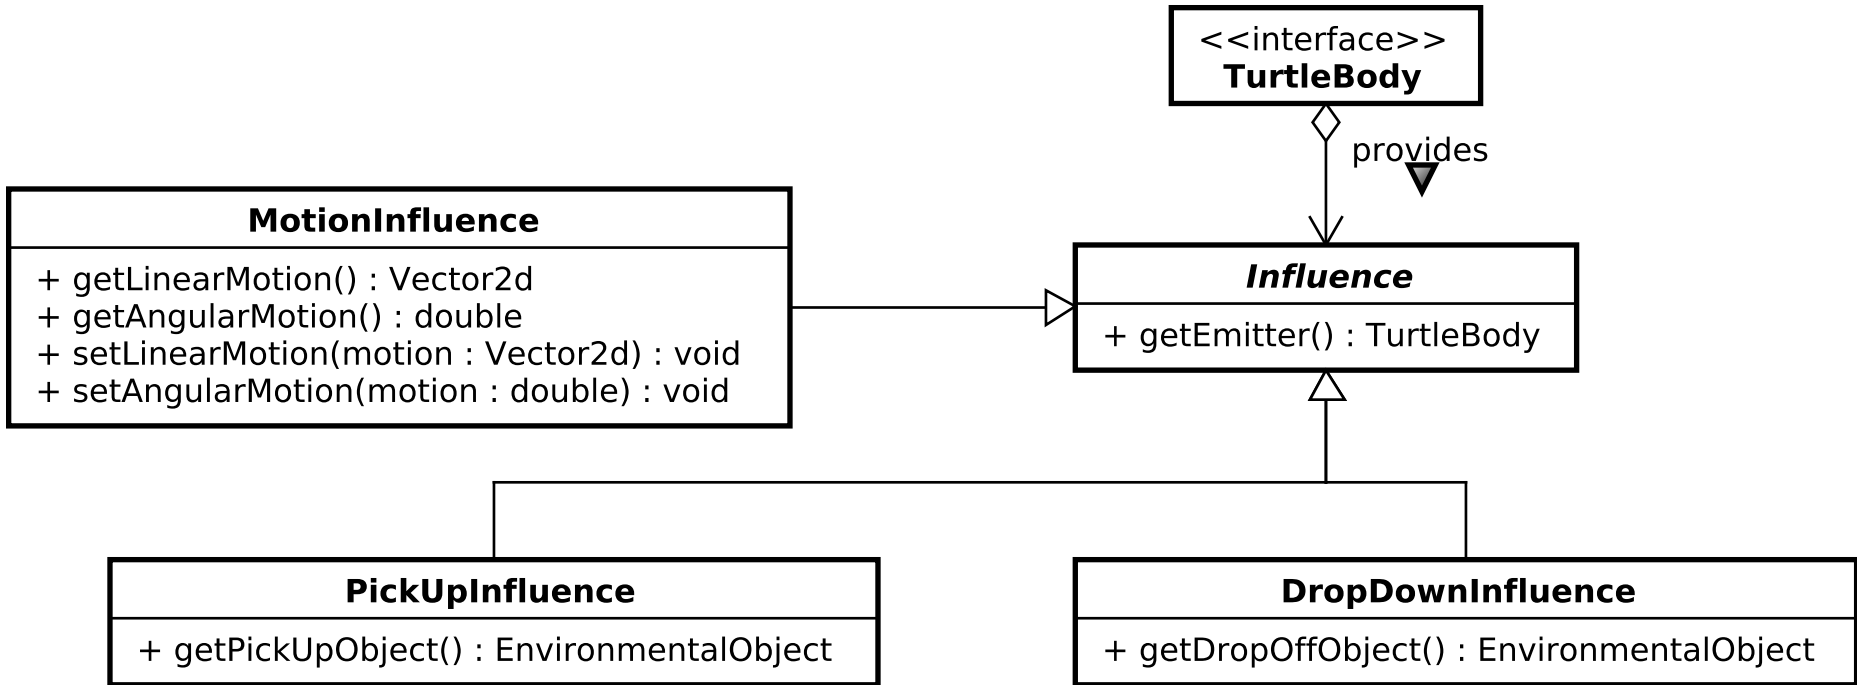 <<interface>>
TurtleBody
provides
MotionInfluence
+ getLinearMotion() : Vector2d
+ getAngularMotion() : double
+ setLinearMotion(motion : Vector2d) : void
+ setAngularMotion(motion : double) : void
Influence
+ getEmitter() : TurtleBody
PickUpInfluence
+ getPickUpObject() : EnvironmentalObject
DropDownInfluence
+ getDropOffObject() : EnvironmentalObject